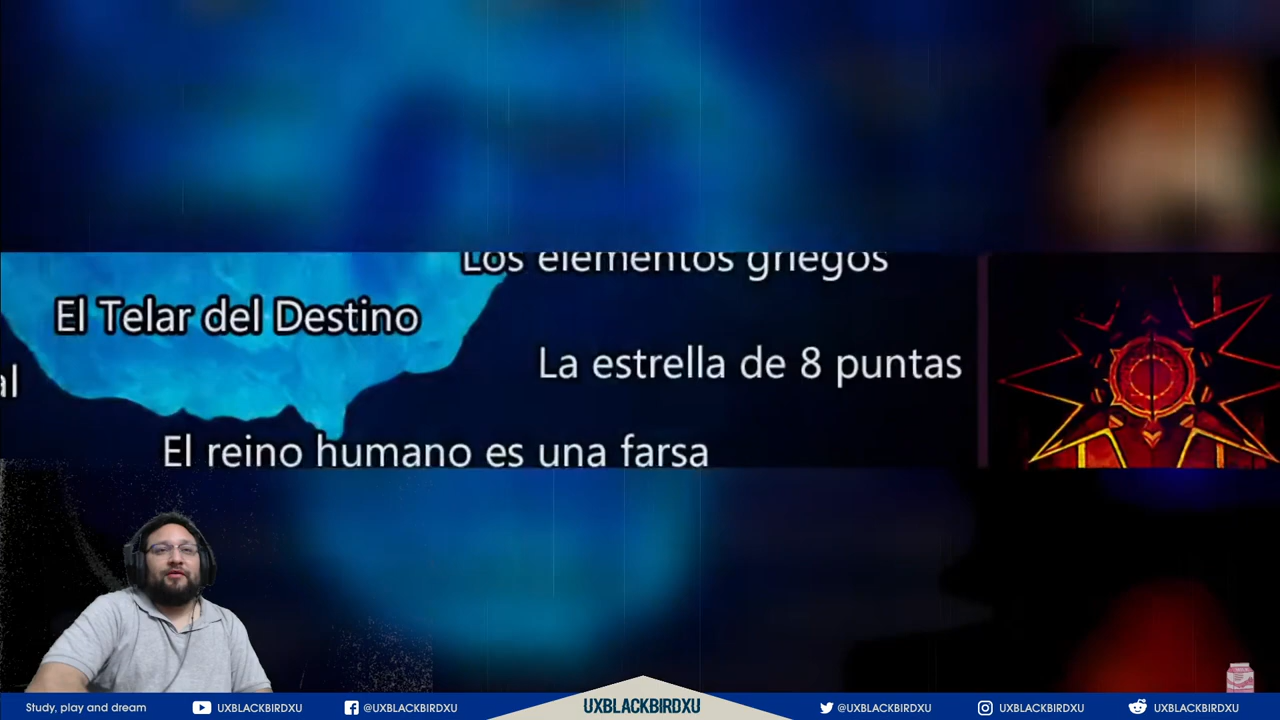 Los elementos griegos
El Telar del Destino
La estrella de 8 puntas
al
El reino humano es una farsa
Study, play and dream
UXBLACKBIRDXU
@UXBLACKBIRDXU
UXBLACKBIRDXU
@UXBLACKBIRDXU
UXBLACKBIRDXU
UXBLACKBIRDXU